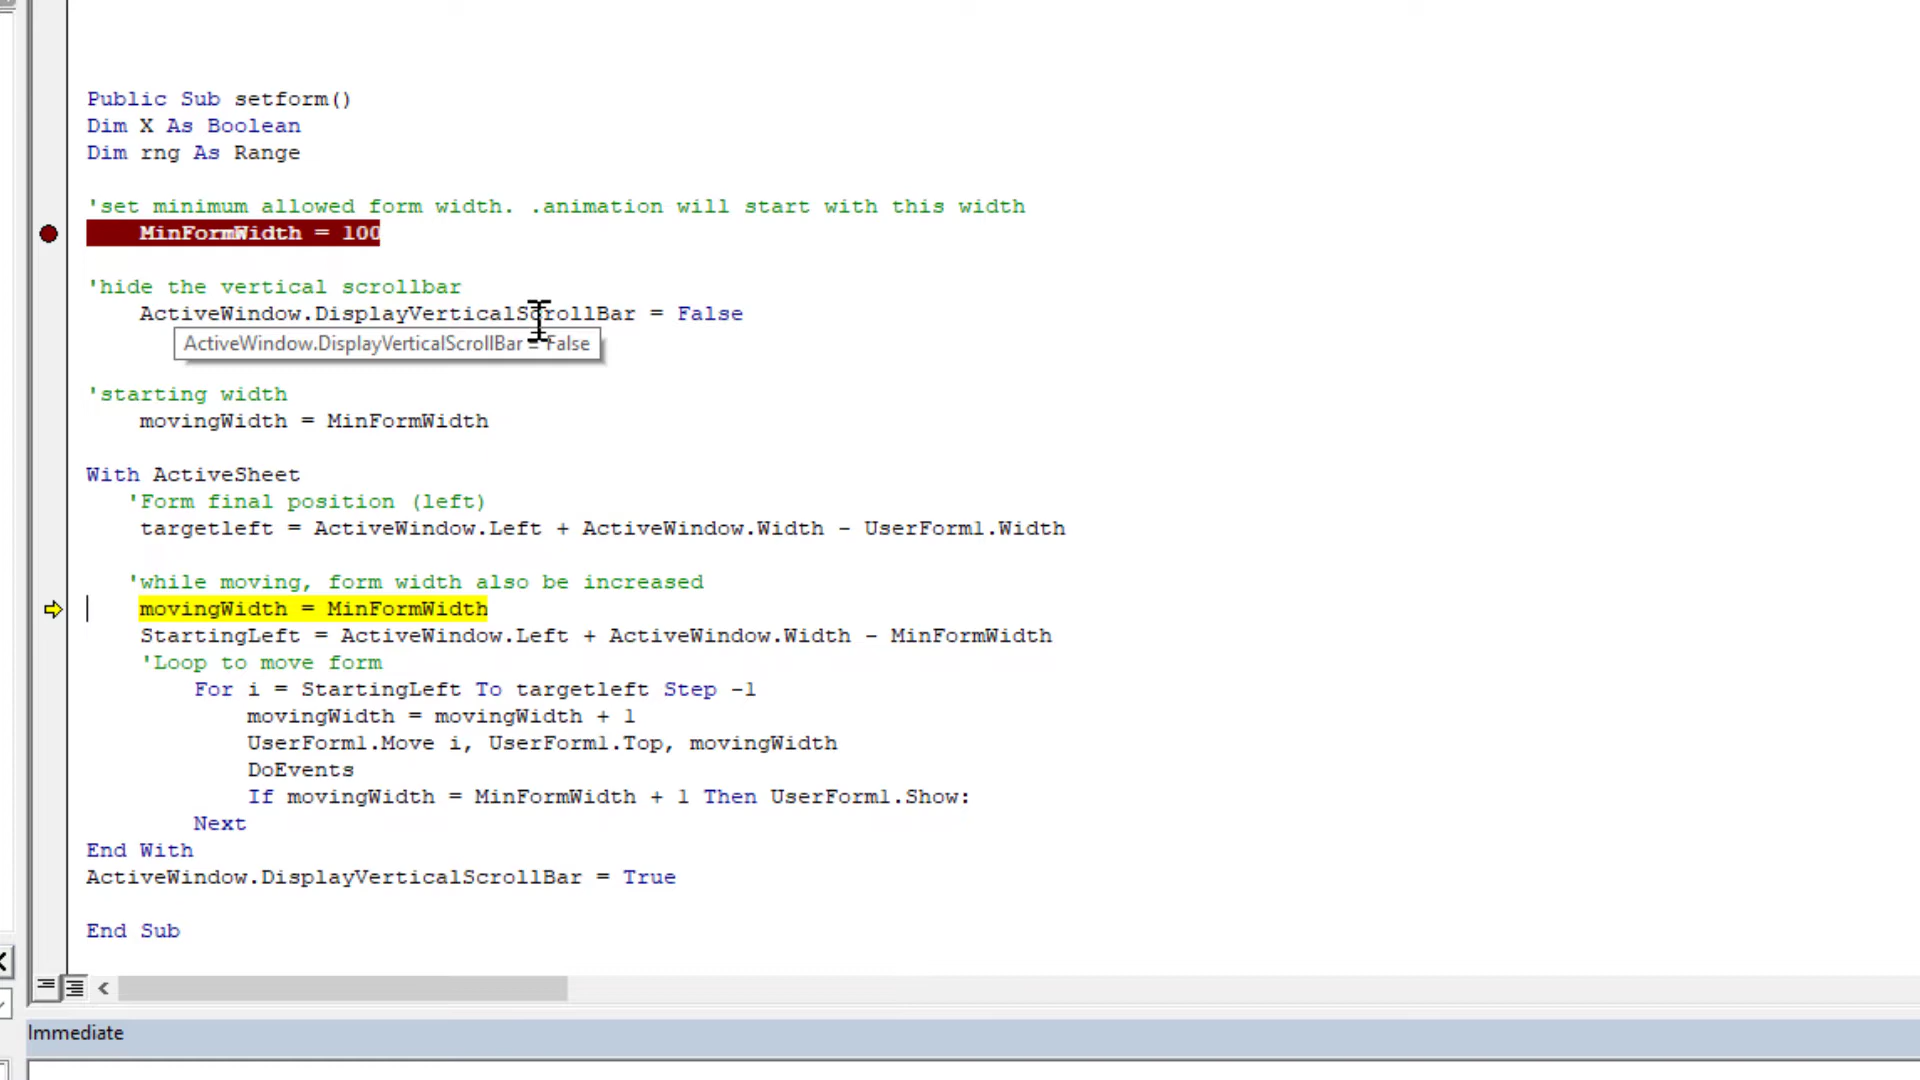 Public Sub setform()
Dim X As Boolean
Dim rng As Range
'set minimum allowed form width. .animation will start with this width
MinFormWidth = 100
'hide the vertical scrollbar
ActiveWindow.DisplayVerticalScrollBar = False
ActiveWindow.DisplayVerticalScrollBar = False
'starting width
movingWidth = MinFormWidth
With ActiveSheet
'Form final position (left)
targetleft = ActiveWindow.Left + ActiveWindow.Width - UserForm1.Width
'while moving, form width also be increased
movingWidth = MinFormWidth
StartingLeft = ActiveWindow.Left + ActiveWindow.Width - MinFormWidth
'Loop to move form
For i = StartingLeft To targetleft Step -1
movingWidth = movingWidth + 1
UserForm1.Move i, UserForm1.Top, movingWidth
DoEvents
If movingWidth = MinFormWidth + 1 Then UserForm1.Show:
Next
End With
ActiveWindow.DisplayVerticalScrollBar = True
End Sub
Immediate